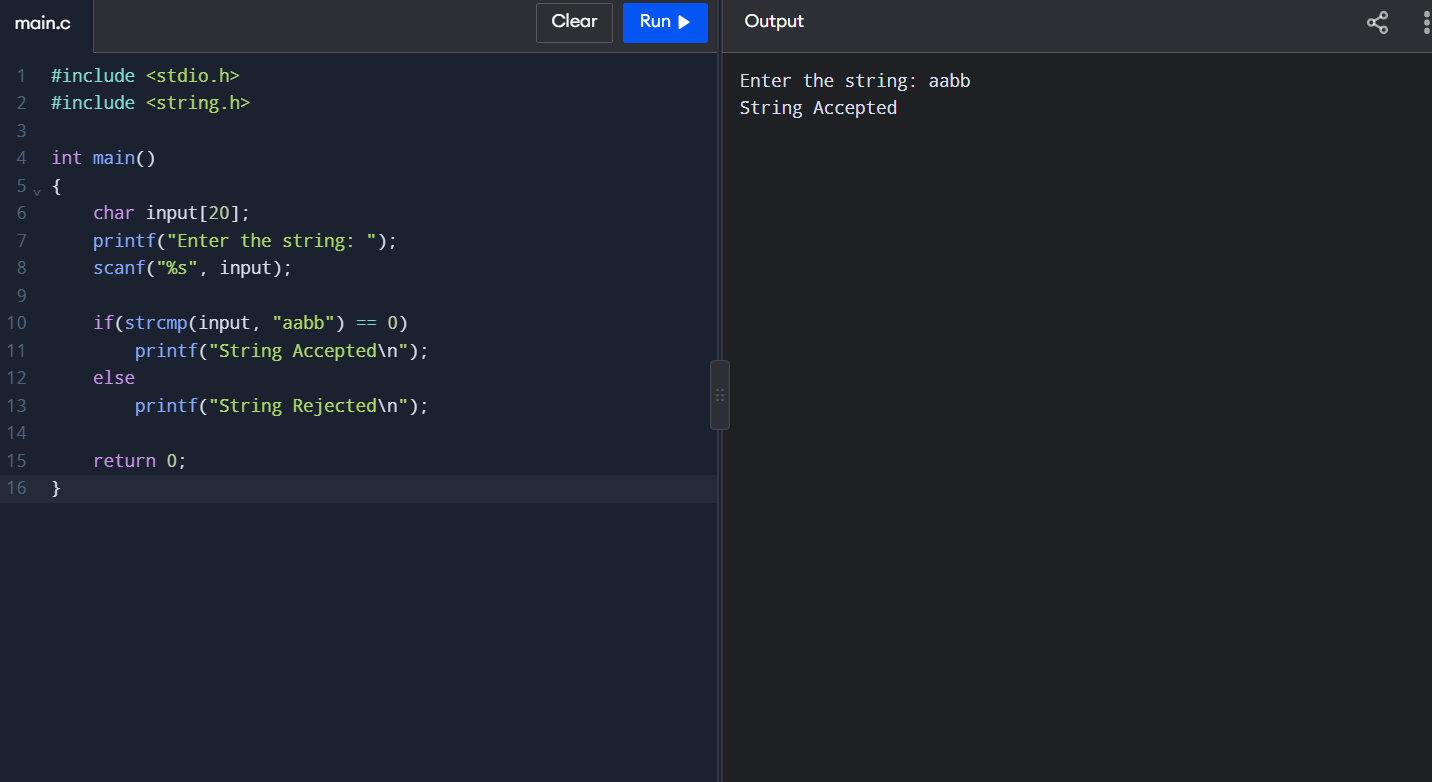 main.c
Clear
Run
Output
1 #include <stdio.h>
2 #include <string.h>
3
4 int main()
5 {
6     char input[20];
7     printf("Enter the string: ");
8     scanf("%s", input);
9
10     if(strcmp(input, "aabb") == 0)
11         printf("String Accepted\n");
12     else
13         printf("String Rejected\n");
14
15     return 0;
16 }
Enter the string: aabb
String Accepted